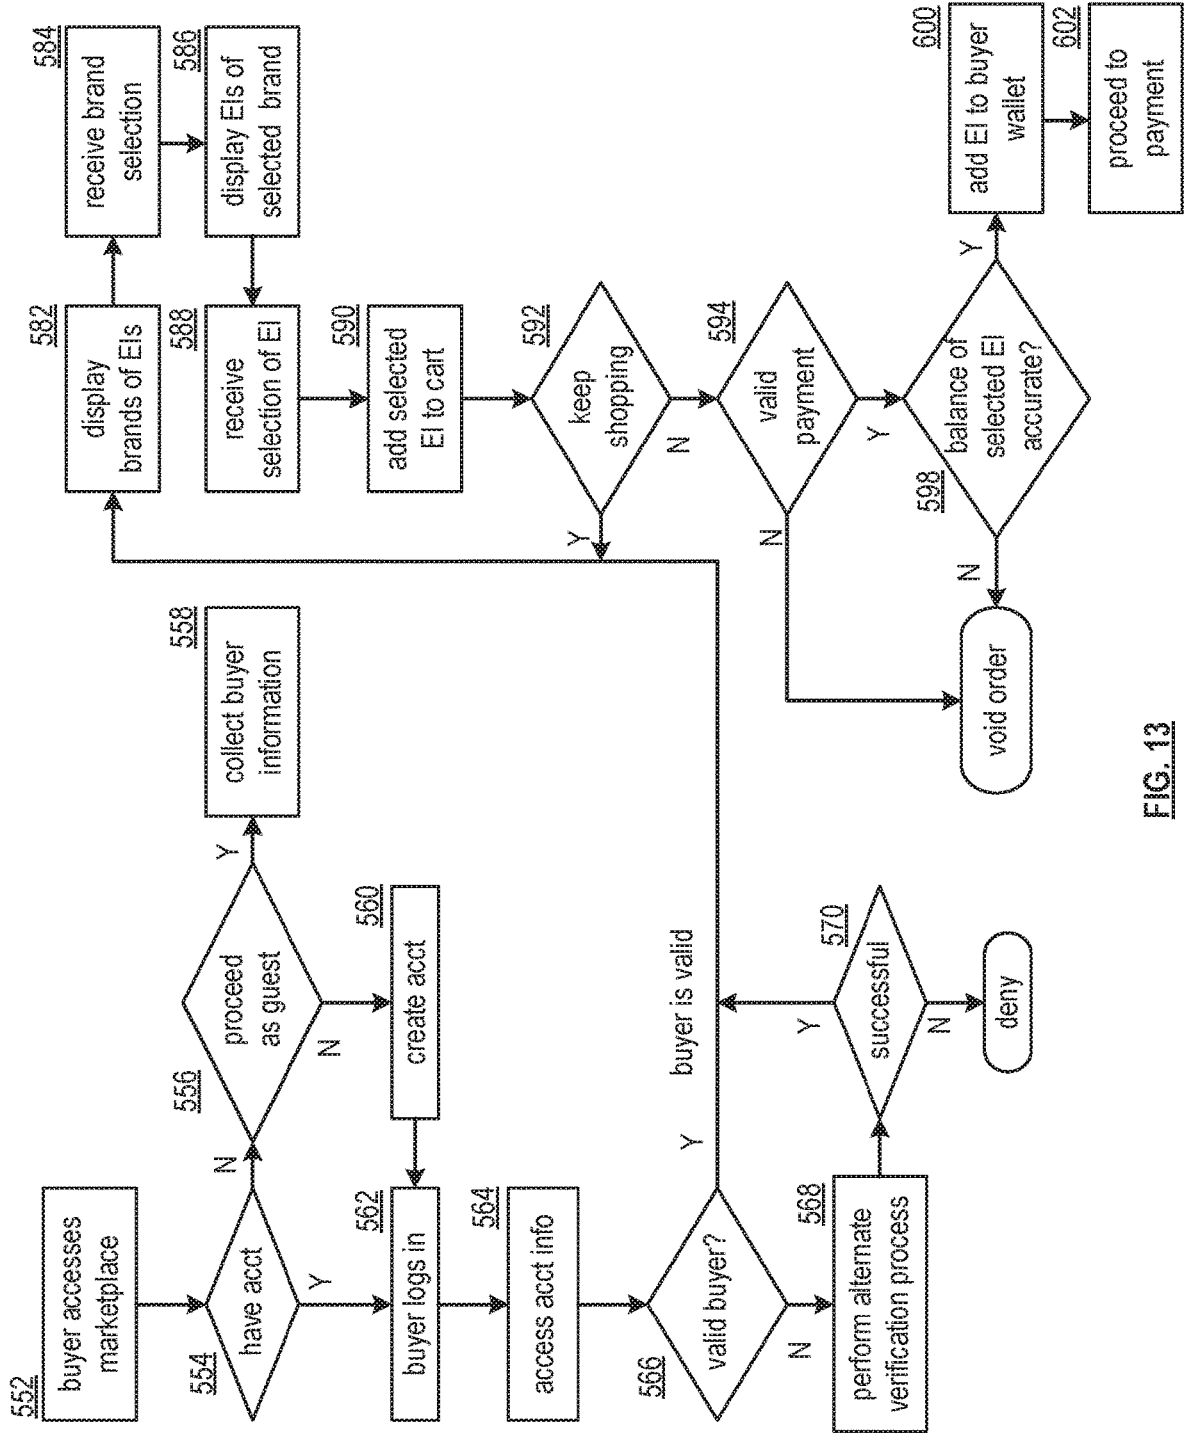 552
buyer accesses
marketplace
554
have acct
N
Y
556
proceed
as guest
Y
N
558
collect buyer
information
560
create acct
562
buyer logs in
564
access acct info
566
valid buyer?
Y
buyer is valid
N
568
perform alternate
verification process
570
successful
Y
N
deny
582
display
brands of EIs
584
receive brand
selection
586
display EIs of
selected brand
588
receive
selection of EI
590
add selected
EI to cart
592
keep
shopping
Y
N
594
valid
payment
N
Y
598
balance of
selected EI
accurate?
N
Y
void order
600
add EI to buyer
wallet
602
proceed to
payment
FIG. 13